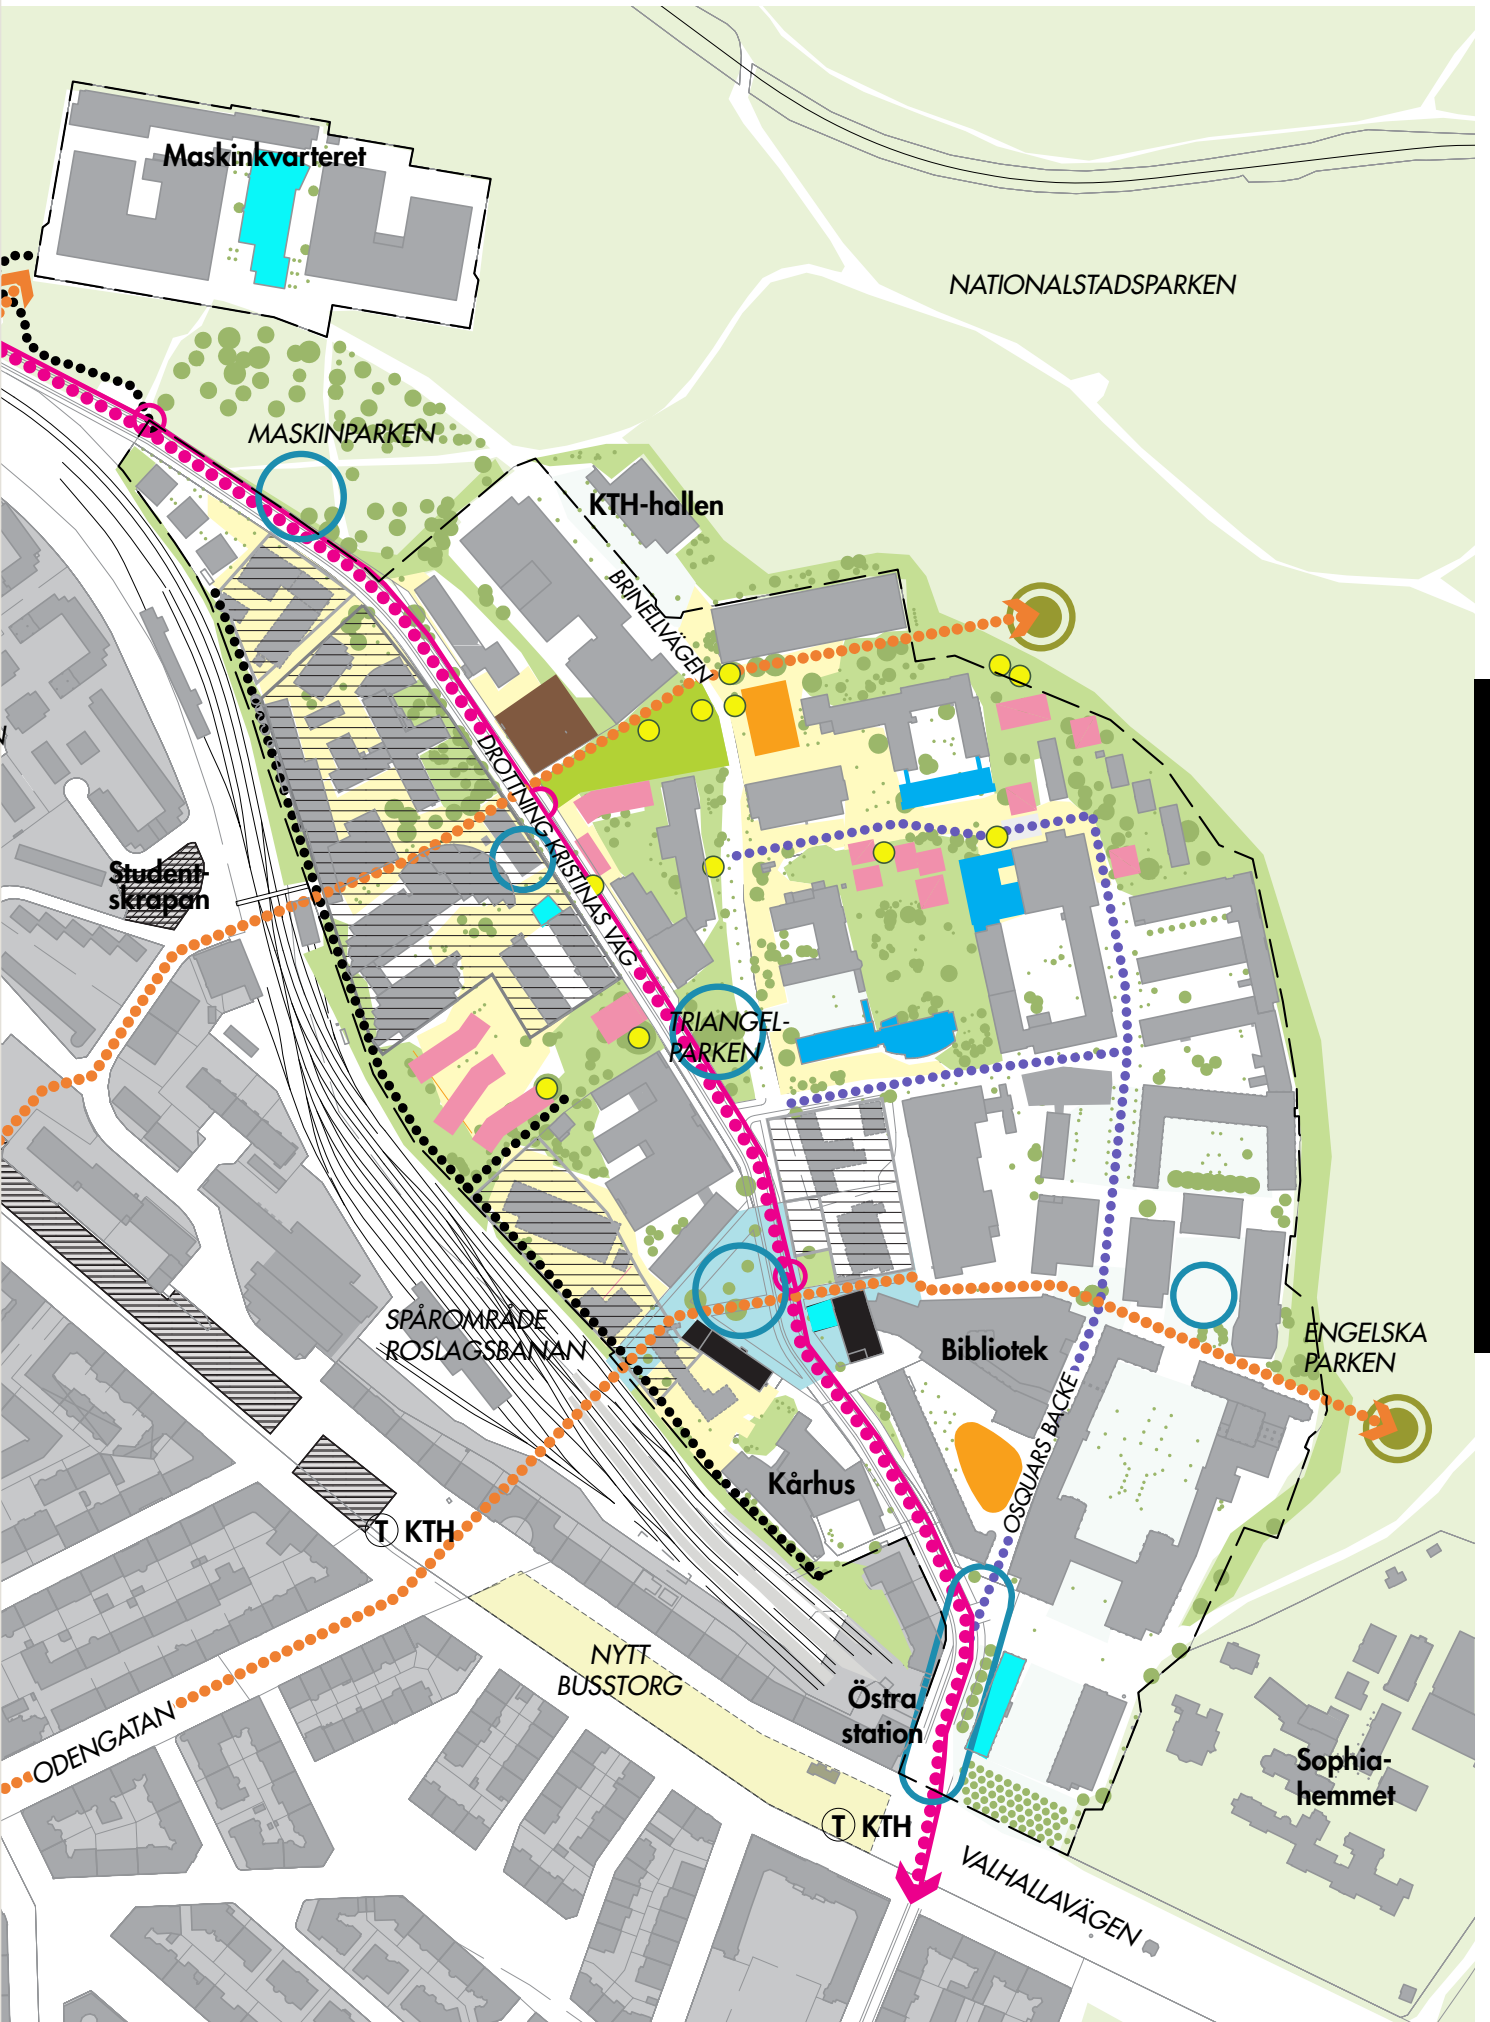 Maskinkvarteret
NATIONALSTADSPARKEN
MASKINPARKEN
KTH-hallen
BRINELLVÄGEN
DROTTNING KRISTINAS VÄG
Student-
skrapan
TRIANGEL-
PARKEN
SPÅROMRÅDE
ROSLAGSBANAN
Bibliotek
ENGELSKA
PARKEN
OSQUARS BACKE
Kårhus
T KTH
NYTT
BUSSTORG
Östra
station
ODENGATAN
Sophia-
hemmet
T KTH
VALHALLAVÄGEN